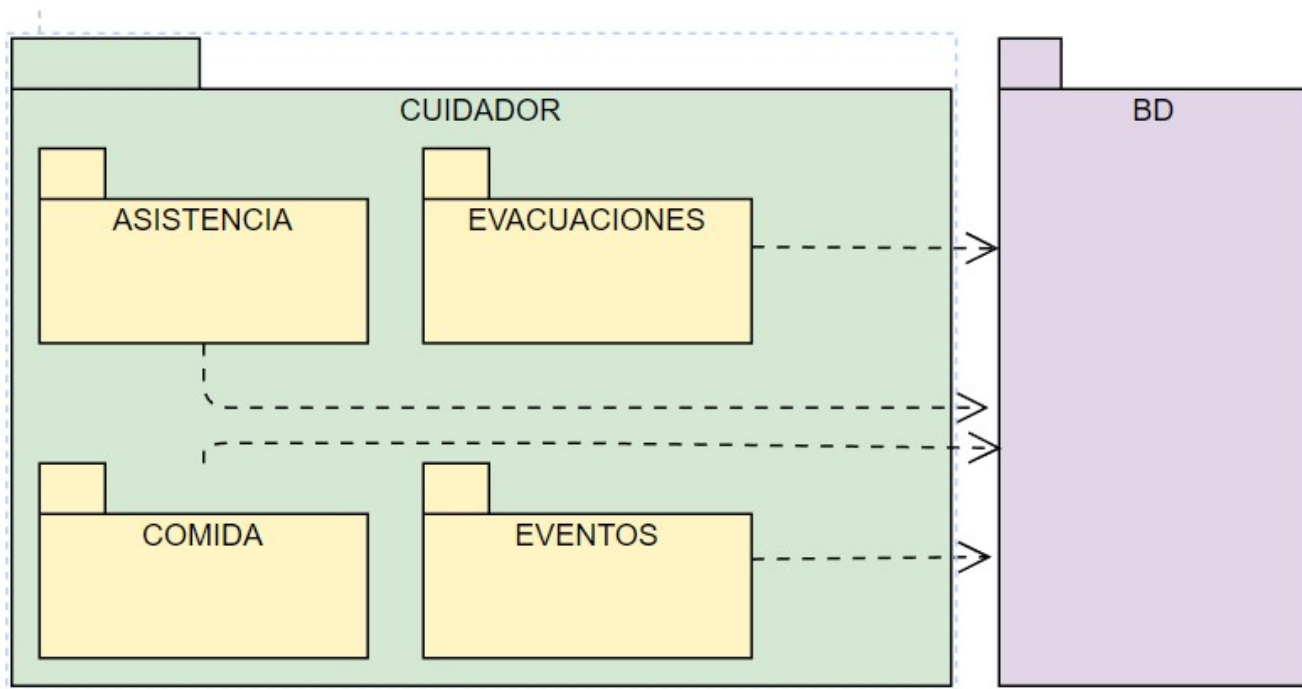 CUIDADOR
BD
ASISTENCIA
EVACUACIONES
COMIDA
EVENTOS